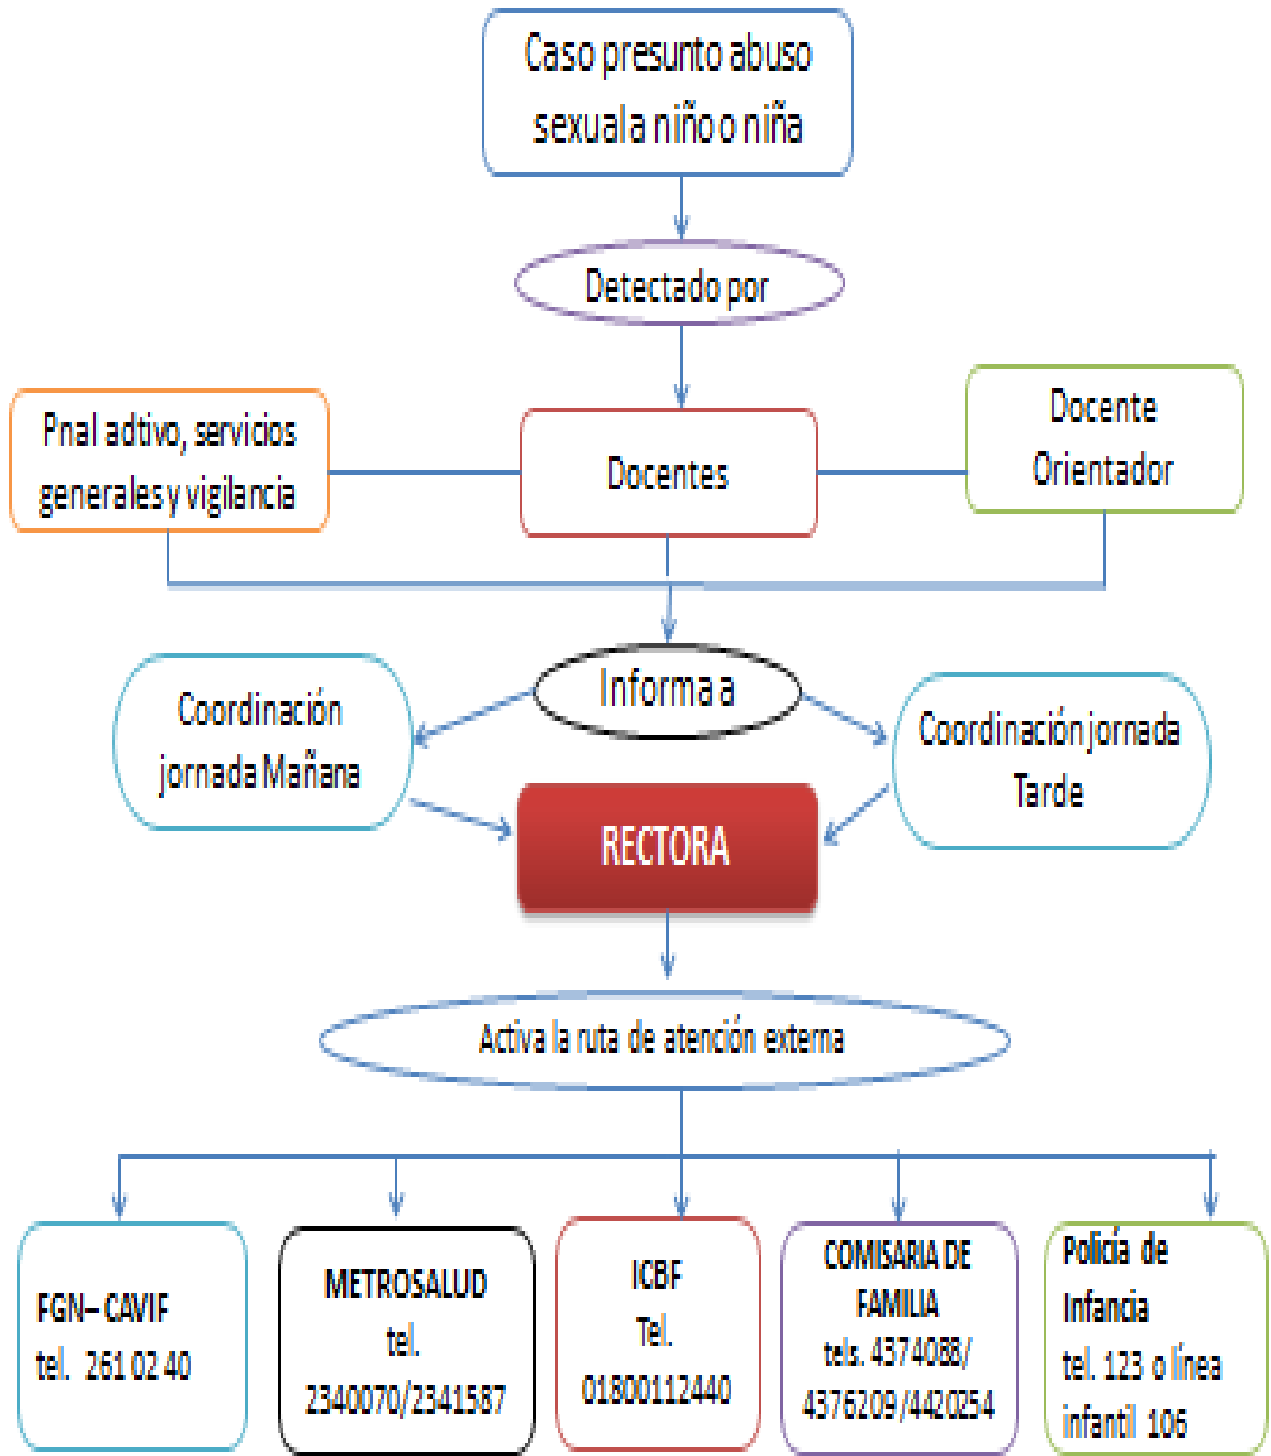 Caso presunto abuso
sexual a niño o niña
Detectado por
Pnal adtivo, servicios
generales y vigilancia
Docentes
Docente
Orientador
Informa a
Coordinación
jornada Mañana
Coordinación jornada
Tarde
RECTORA
Activa la ruta de atención externa
FGN– CAVIF
tel. 261 02 40
METROSALUD
tel.
2340070/2341587
ICBF
Tel.
01800112440
COMISARIA DE
FAMILIA
tels. 4374088/
4376209/4420254
Policía de
Infancia
tel. 123 o línea
infantil 106